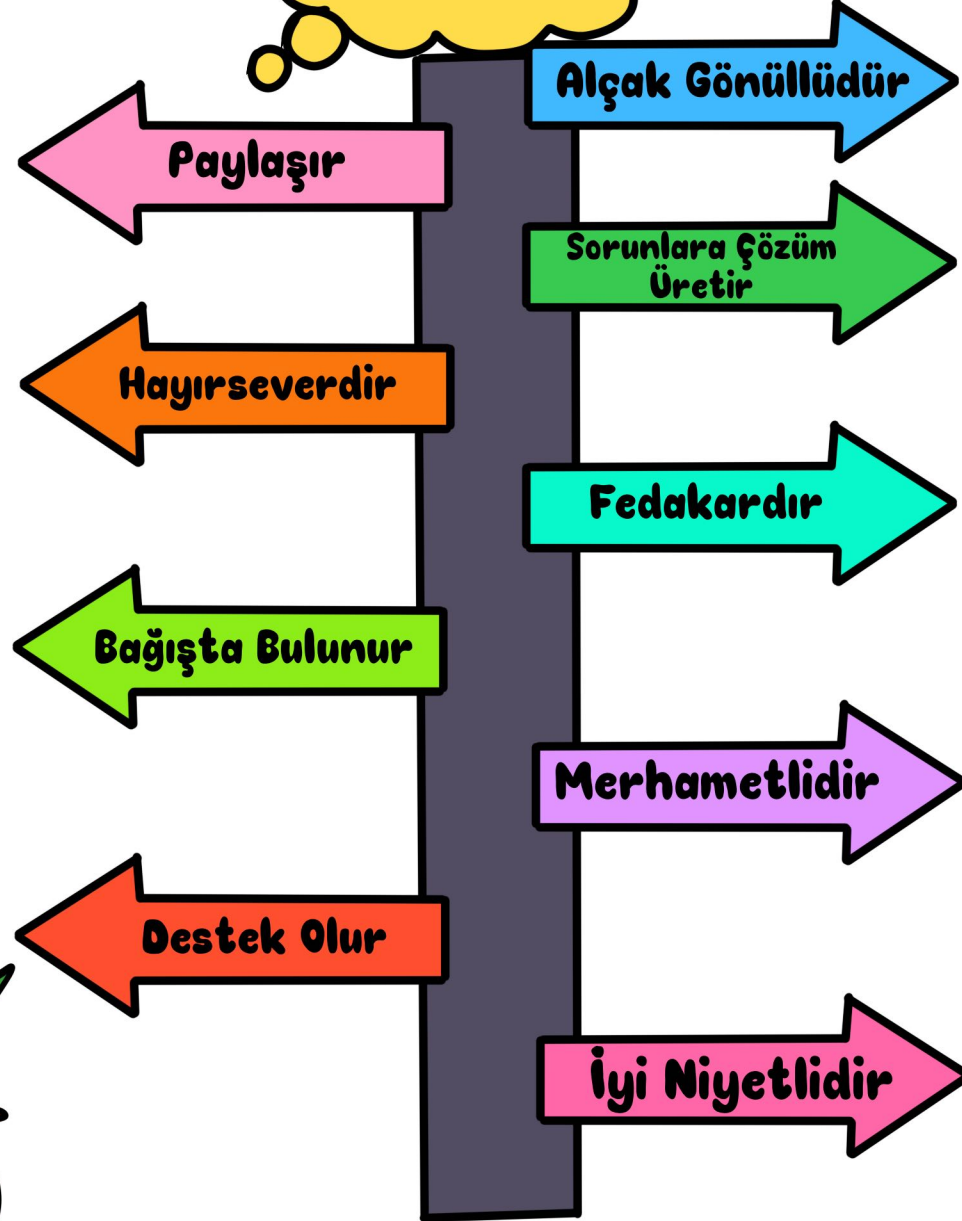 Alçak Gönüllüdür
Paylaşır
Sorunlara Çözüm
Üretir
Hayırseverdir
Fedakardır
Bağışta Bulunur
Merhametlidir
Destek Olur
İyi Niyetlidir